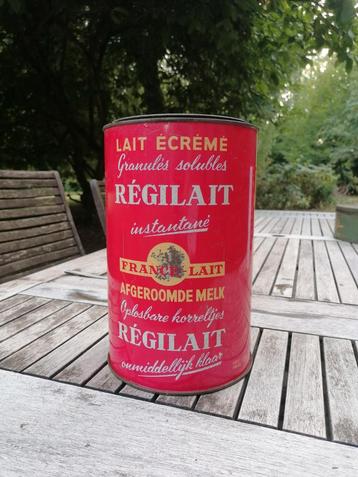 LAIT ÉCRÉMÉ
Granulés solubles
RÉGILAIT
instantané
FRANCE LAIT
AFGEROOMDE MELK
Oplosbare korreltjes
RÉGILAIT
onmiddellijk klaar